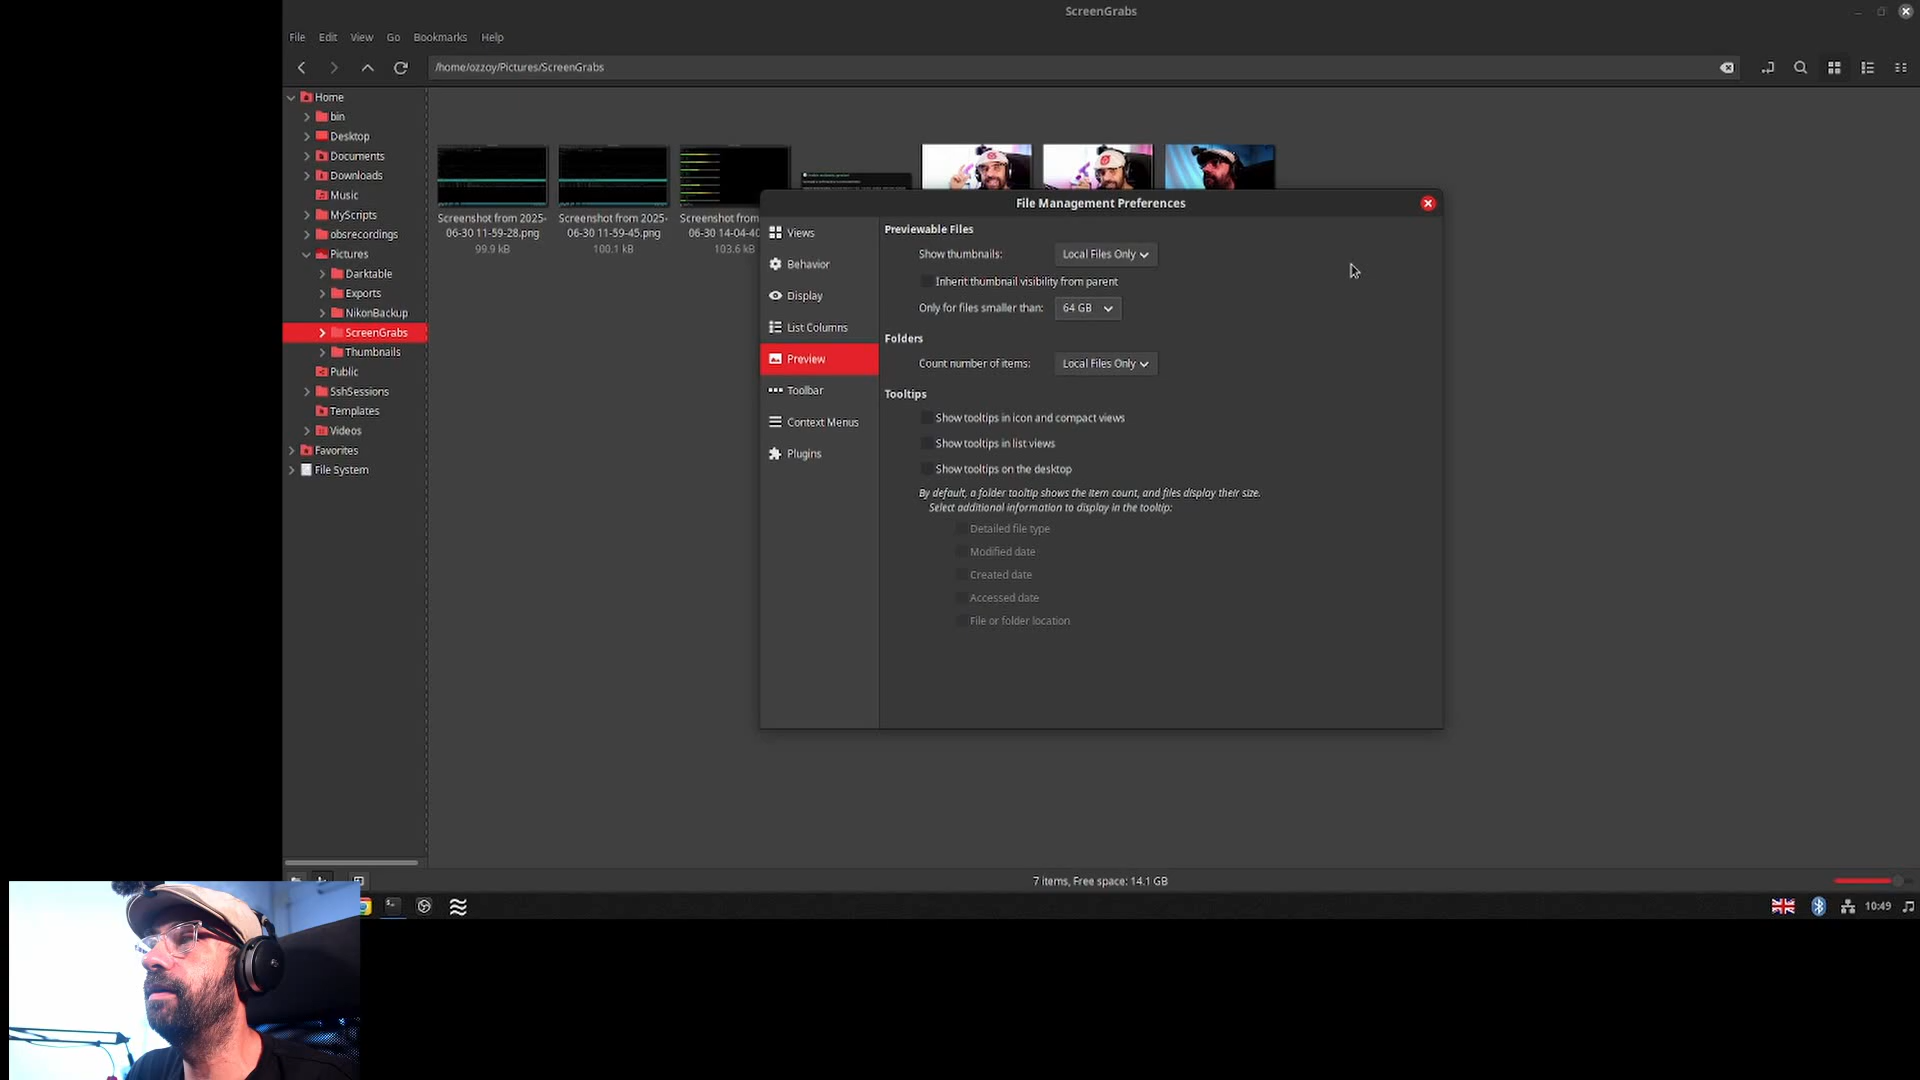 ScreenGrabs
File Edit View Go Bookmarks Help
/home/ozzoy/Pictures/ScreenGrabs
Home
bin
Desktop
Documents
Downloads
Music
MyScripts
obsrecordings
Pictures
Darktable
Exports
NikonBackup
ScreenGrabs
Thumbnails
Public
SshSessions
Templates
Videos
Favorites
File System
Screenshot from 2025-
06-30 11-59-28.png
99.9 kB
Screenshot from 2025-
06-30 11-59-45.png
100.1 kB
Screenshot from
06-30 14-04-40
103.6 kB
File Management Preferences
Views
Behavior
Display
List Columns
Preview
Toolbar
Context Menus
Plugins
Previewable Files
Show thumbnails: Local Files Only
Inherit thumbnail visibility from parent
Only for files smaller than: 64 GB
Folders
Count number of items: Local Files Only
Tooltips
Show tooltips in icon and compact views
Show tooltips in list views
Show tooltips on the desktop
By default, a folder tooltip shows the item count, and files display their size.
Select additional information to display in the tooltip:
Detailed file type
Modified date
Created date
Accessed date
File or folder location
7 items, Free space: 14.1 GB
10:49